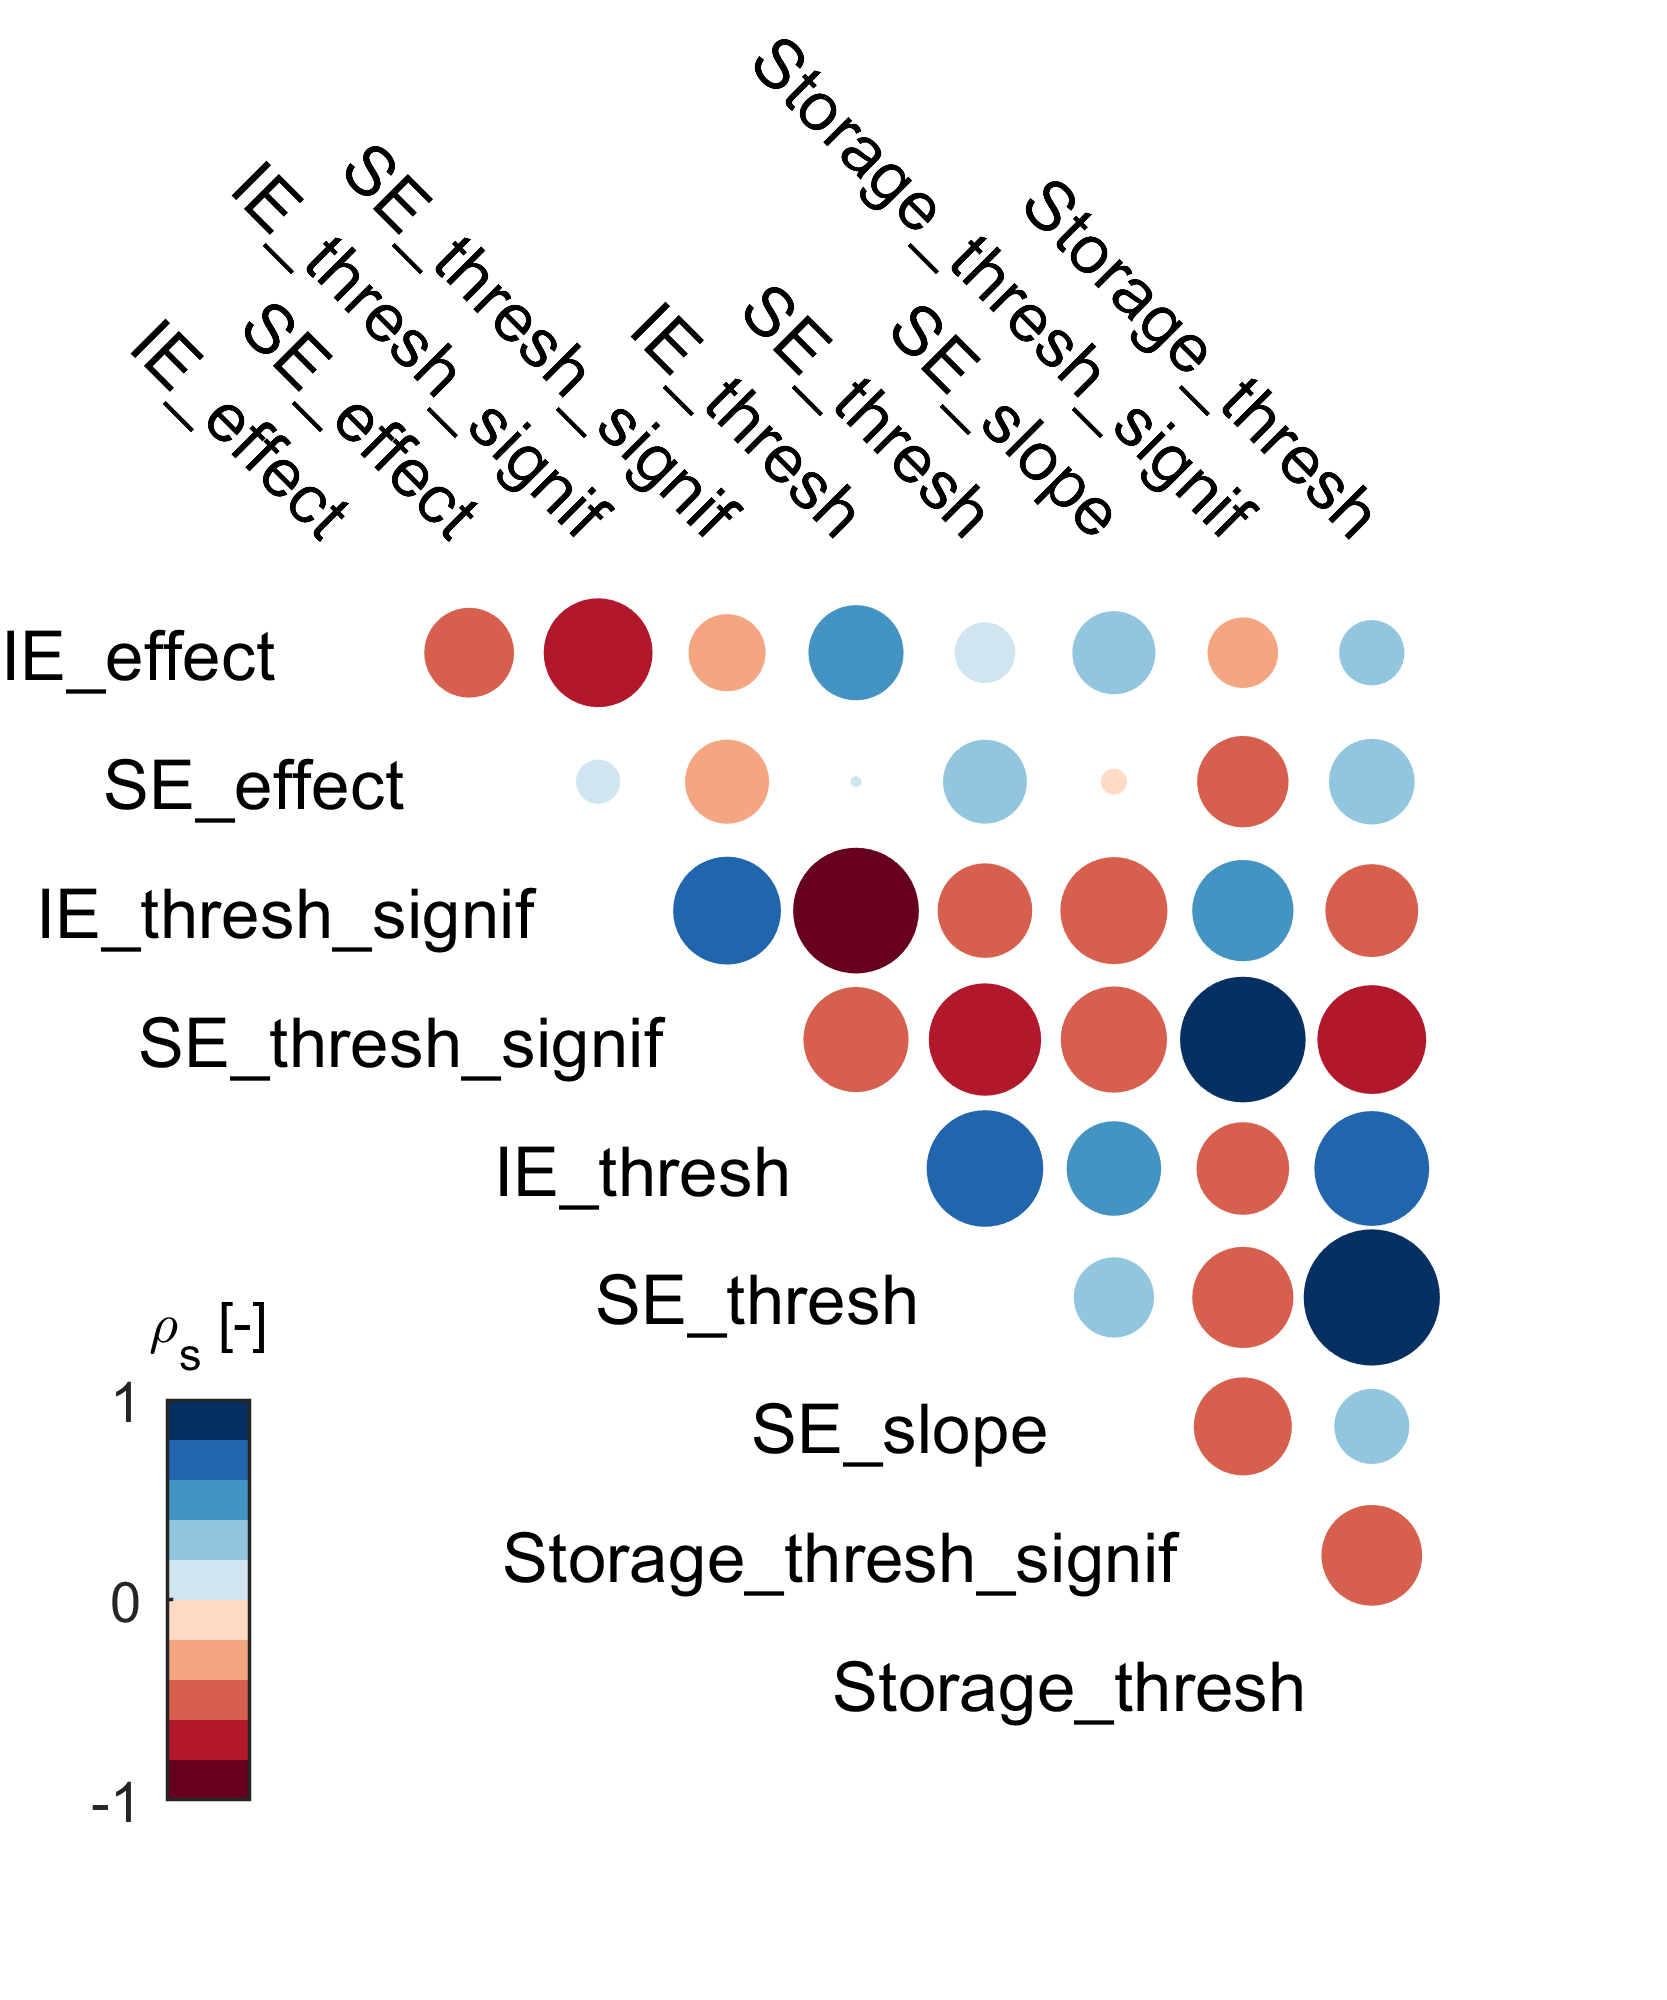 IE_effect
SE_effect
IE_thresh_signif
SE_thresh_signif
IE_thresh
SE_thresh
SE_slope
Storage_thresh_signif
Storage_thresh
IE_effect
SE_effect
IE_thresh_signif
SE_thresh_signif
IE_thresh
SE_thresh
SE_slope
Storage_thresh_signif
Storage_thresh
ρs [-]
1
0
-1